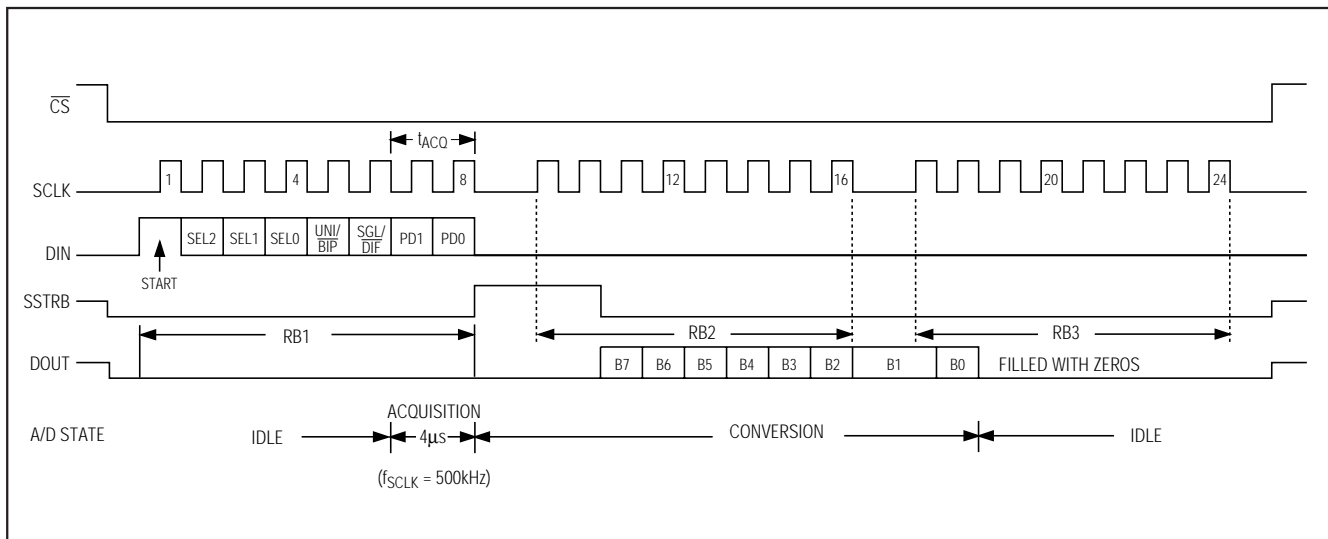 CS
tACQ
SCLK 1 4 8 12 16 20 24
DIN SEL2 SEL1 SEL0 UNI/BIP SGL/DIF PD1 PD0
START
SSTRB
RB1 RB2 RB3
DOUT B7 B6 B5 B4 B3 B2 B1 B0 FILLED WITH ZEROS
ACQUISITION
A/D STATE IDLE 4µs CONVERSION IDLE
(fSCLK = 500kHz)